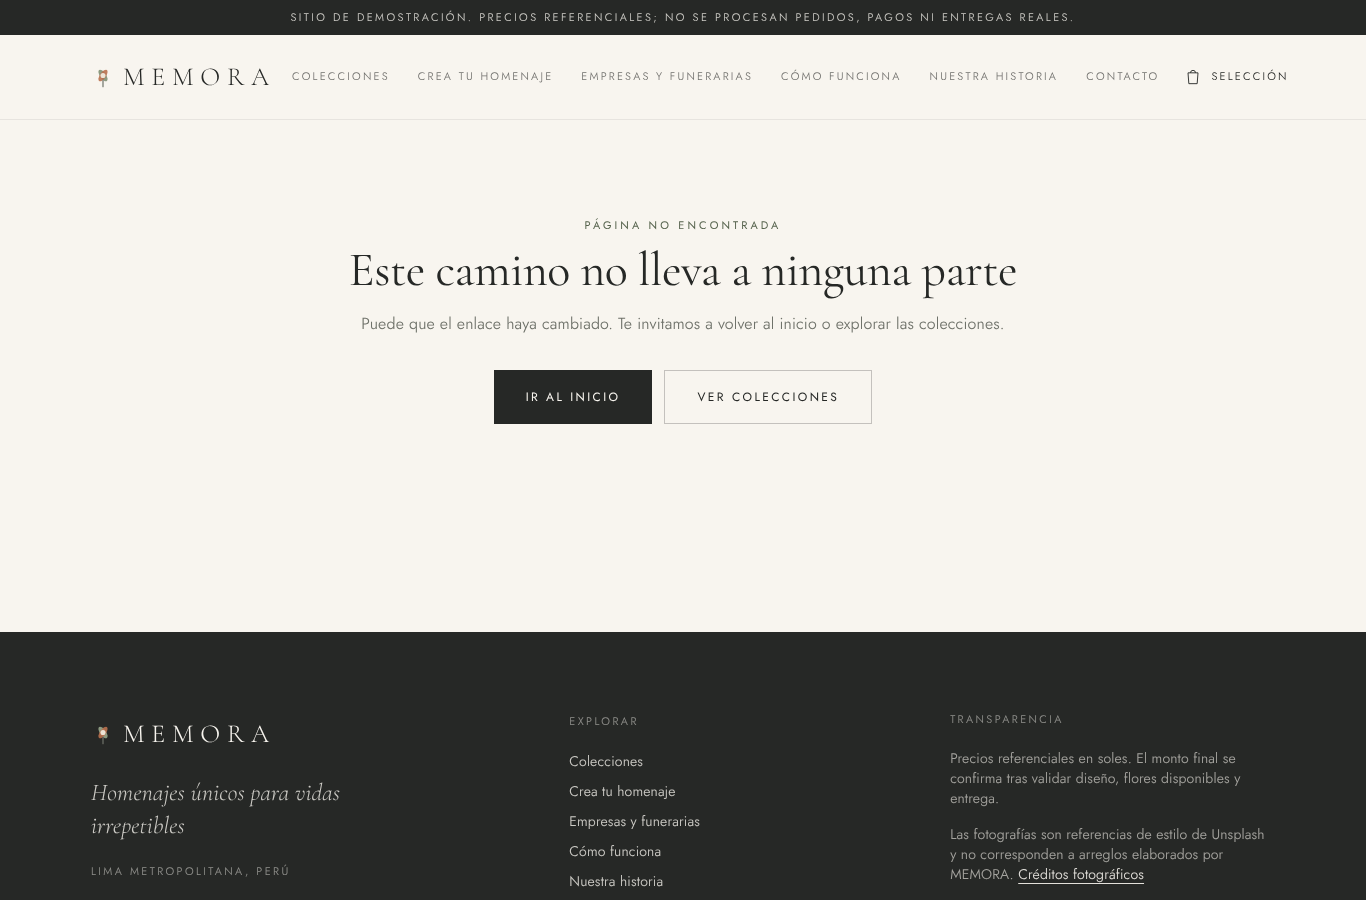 SITIO DE DEMOSTRACIÓN. PRECIOS REFERENCIALES; NO SE PROCESAN PEDIDOS, PAGOS NI ENTREGAS REALES.
MEMORA
COLECCIONES
CREA TU HOMENAJE
EMPRESAS Y FUNERARIAS
CÓMO FUNCIONA
NUESTRA HISTORIA
CONTACTO
SELECCIÓN
PÁGINA NO ENCONTRADA
Este camino no lleva a ninguna parte
Puede que el enlace haya cambiado. Te invitamos a volver al inicio o explorar las colecciones.
IR AL INICIO
VER COLECCIONES
MEMORA
Homenajes únicos para vidas
irrepetibles
LIMA METROPOLITANA, PERÚ
EXPLORAR
Colecciones
Crea tu homenaje
Empresas y funerarias
Cómo funciona
Nuestra historia
TRANSPARENCIA
Precios referenciales en soles. El monto final se
confirma tras validar diseño, flores disponibles y
entrega.
Las fotografías son referencias de estilo de Unsplash
y no corresponden a arreglos elaborados por
MEMORA. Créditos fotográficos